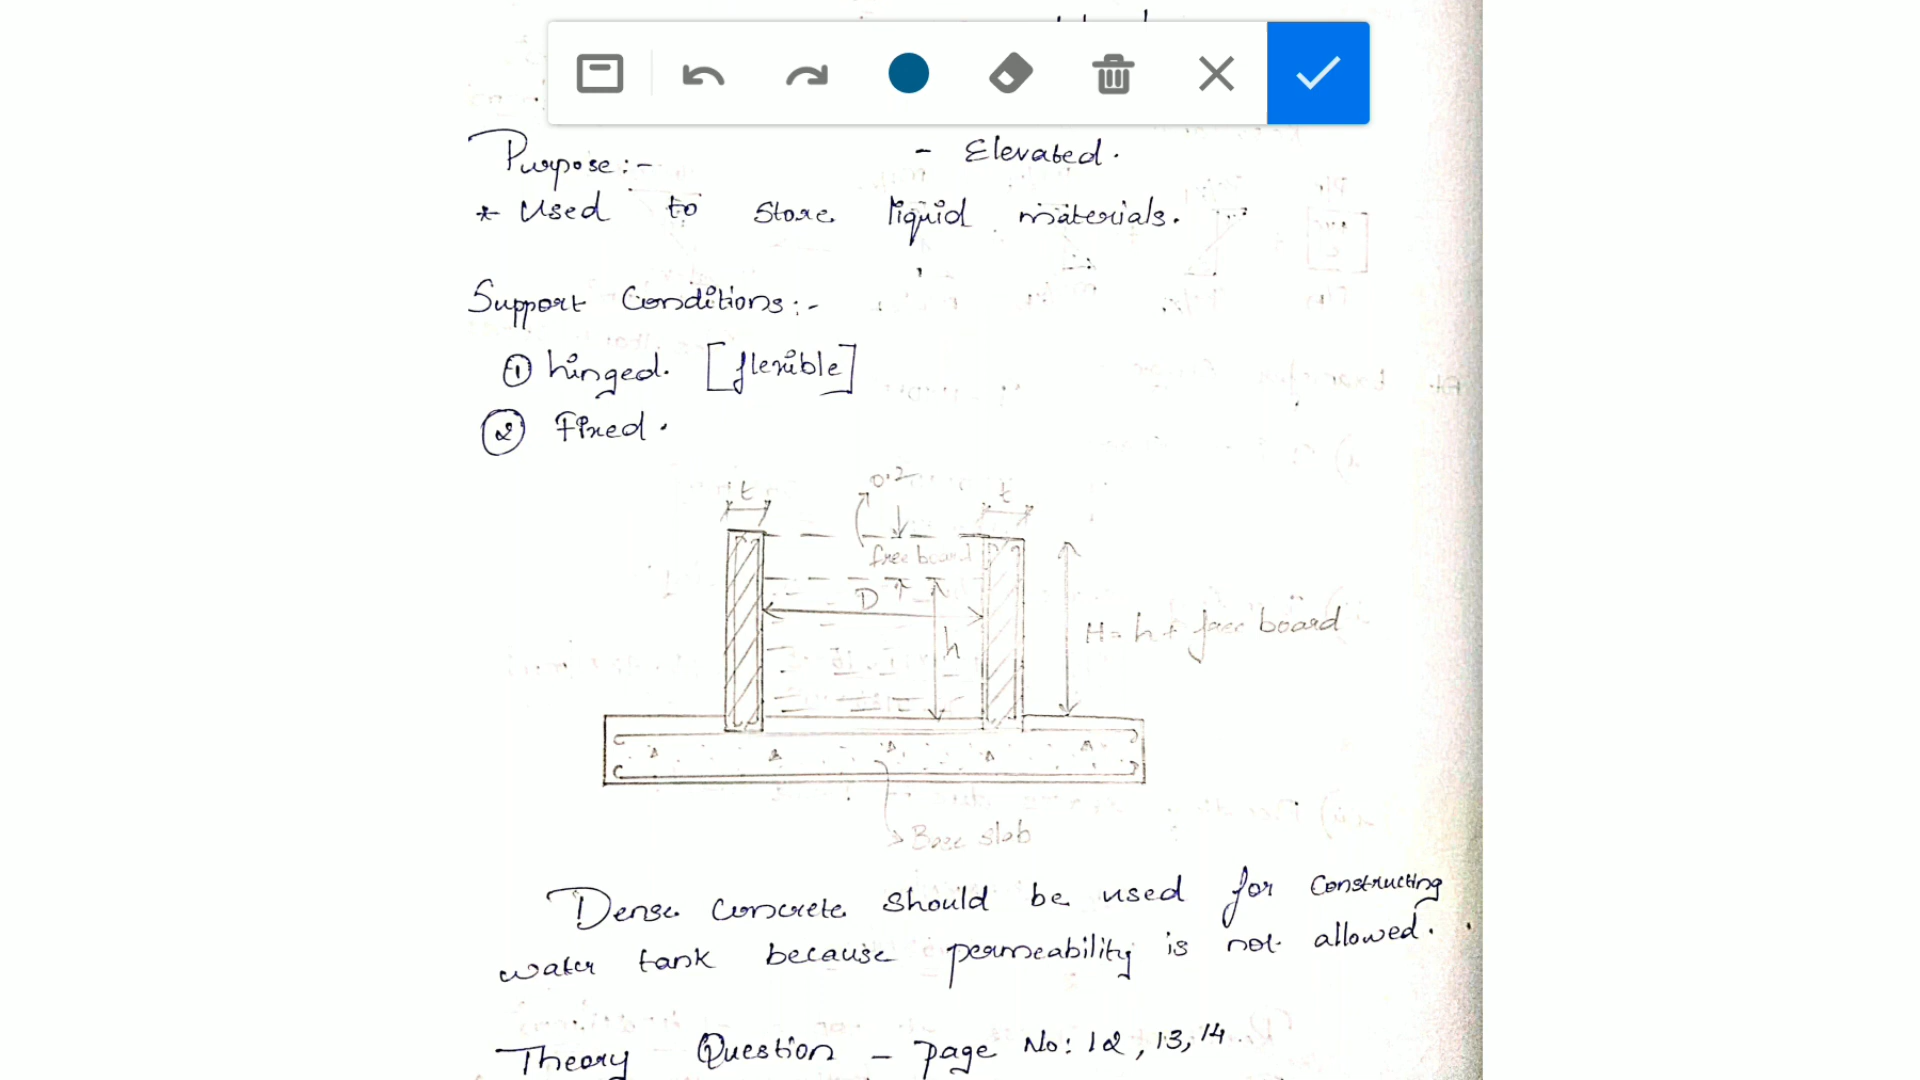 - Elevated.
Purpose:-
* Used to store liquid materials.
Support Conditions:-
① hinged. [flexible]
② Fixed.
t
0.2
t
free board
D
h
H = h + free board
Base slab
Dense concrete should be used for constructing
water tank because permeability is not allowed.
Theory Question - page No: 12, 13, 14